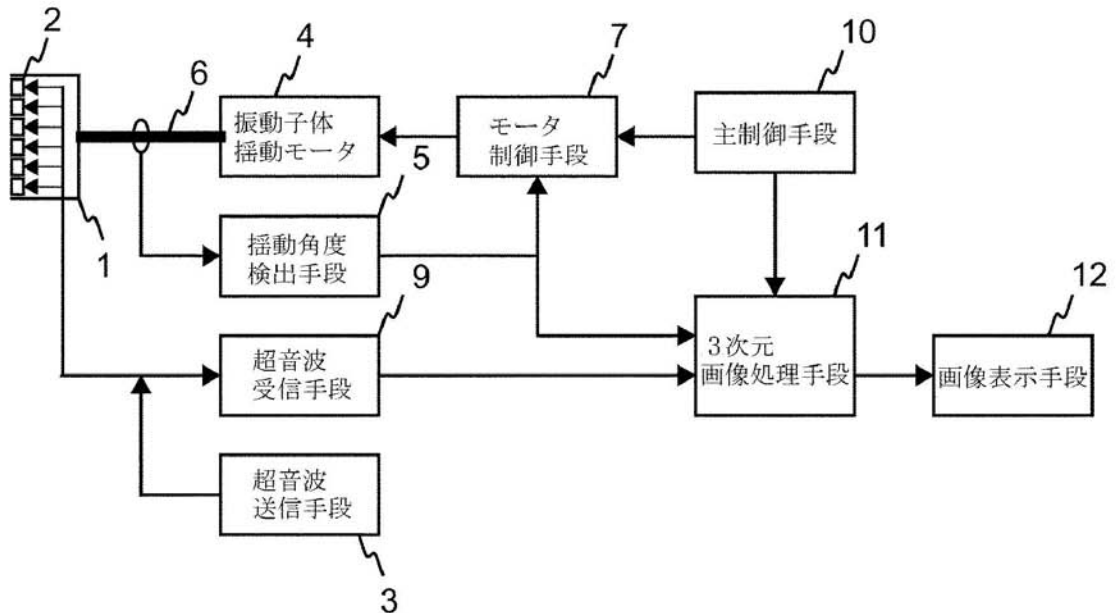 2
4
7
10
6
振動子体
揺動モータ
モータ
制御手段
主制御手段
5
1
揺動角度
検出手段
11
9
12
超音波
受信手段
3次元
画像処理手段
画像表示手段
超音波
送信手段
3